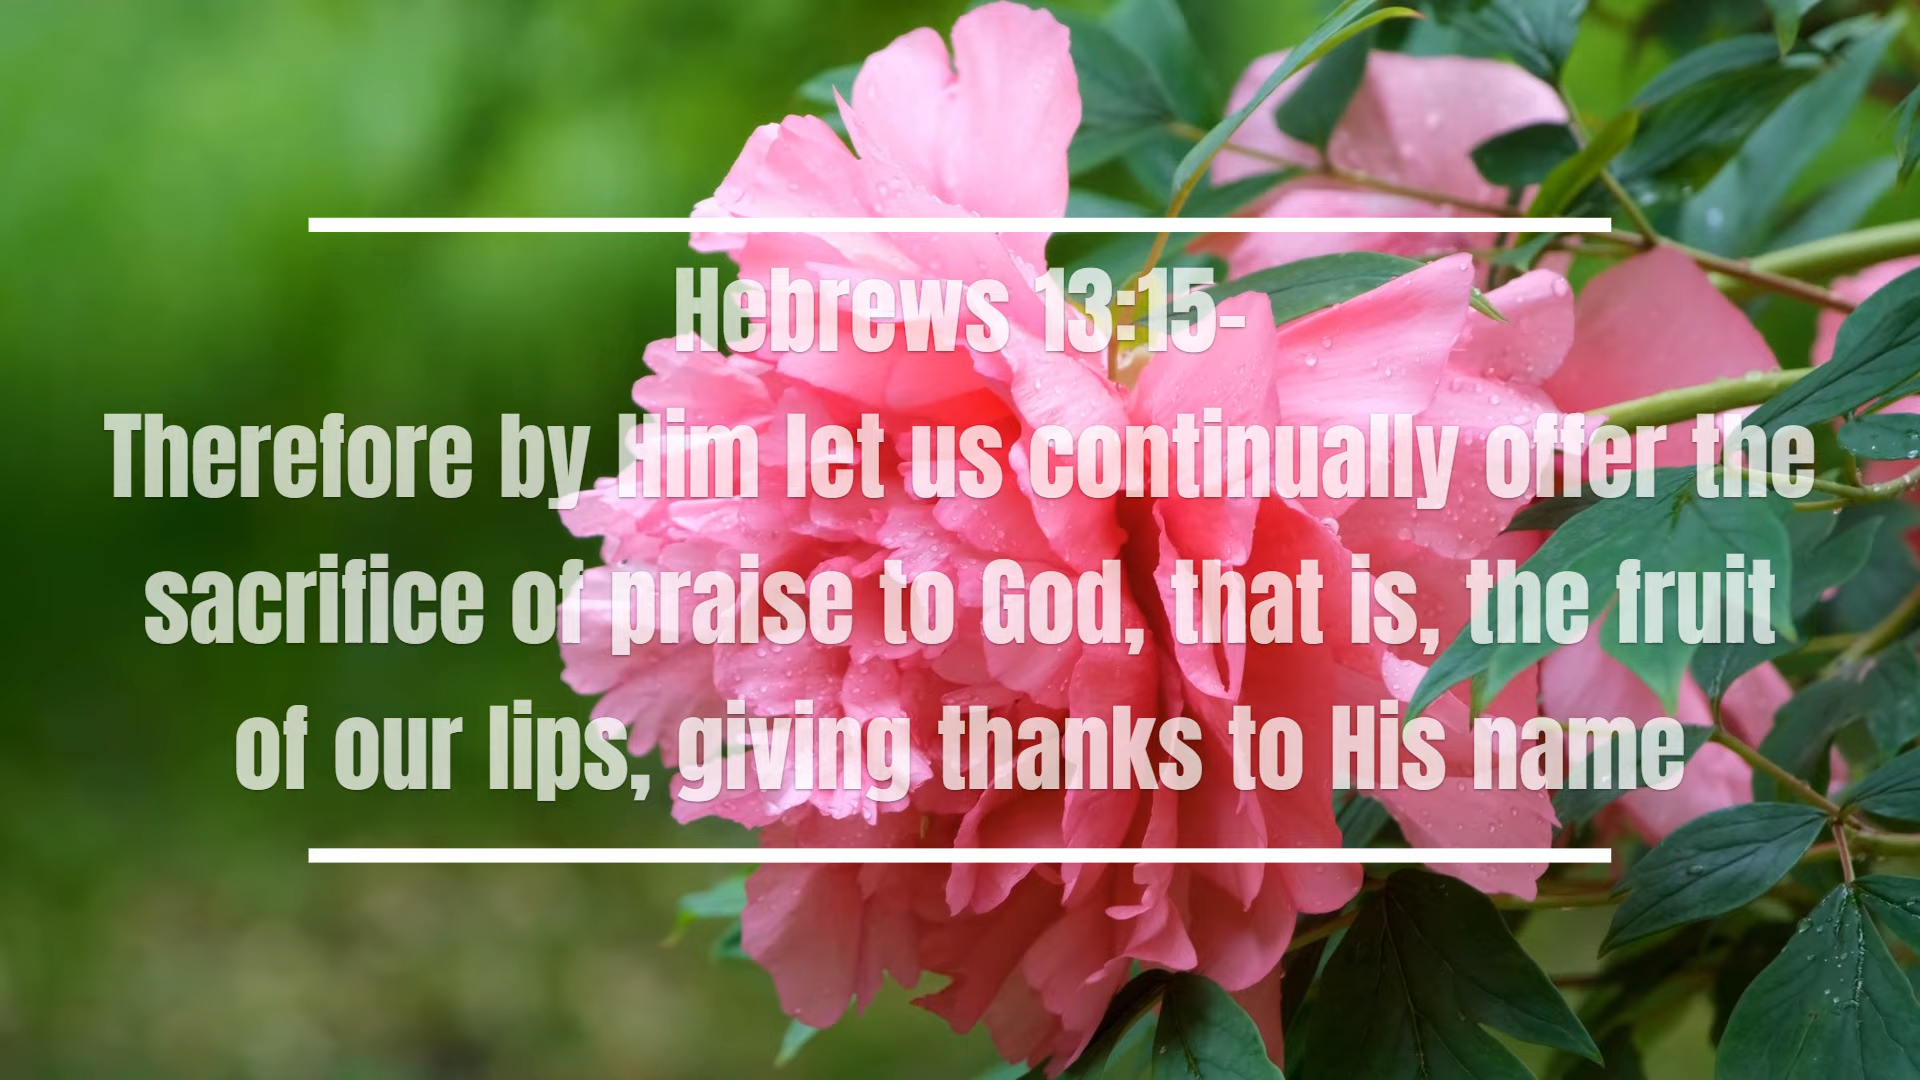 Hebrews 13:15-
Therefore by Him let us continually offer the
sacrifice of praise to God, that is, the fruit
of our lips, giving thanks to His name